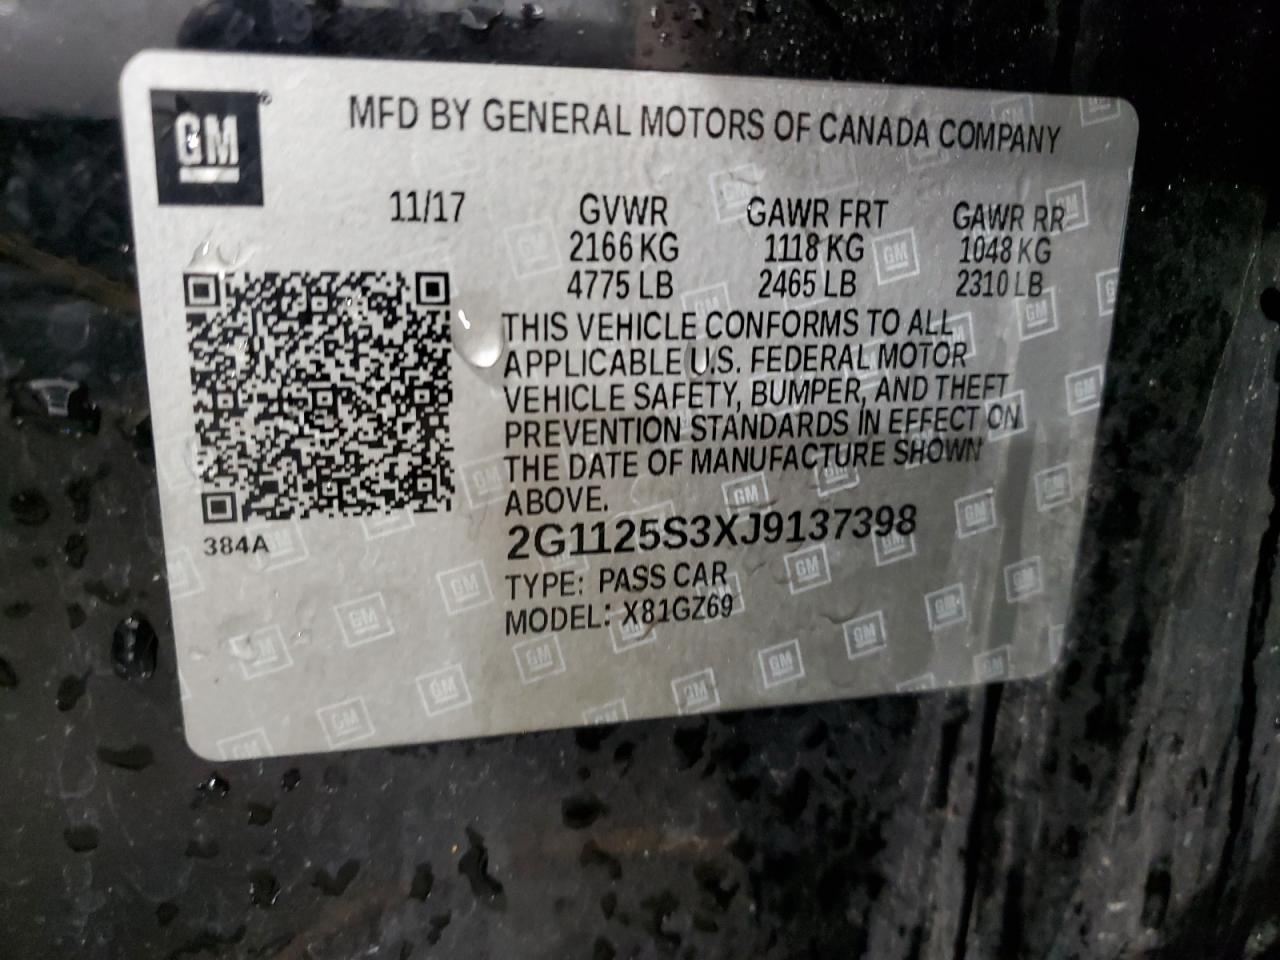 GM
MFD BY GENERAL MOTORS OF CANADA COMPANY
11/17
GVWR GAWR FRT GAWR RR
2166 KG 1118 KG 1048 KG
4775 LB 2465 LB 2310 LB
THIS VEHICLE CONFORMS TO ALL
APPLICABLE U.S. FEDERAL MOTOR
VEHICLE SAFETY, BUMPER, AND THEFT
PREVENTION STANDARDS IN EFFECT ON
THE DATE OF MANUFACTURE SHOWN
ABOVE.
384A
2G1125S3XJ9137398
TYPE: PASS CAR
MODEL: X81GZ69